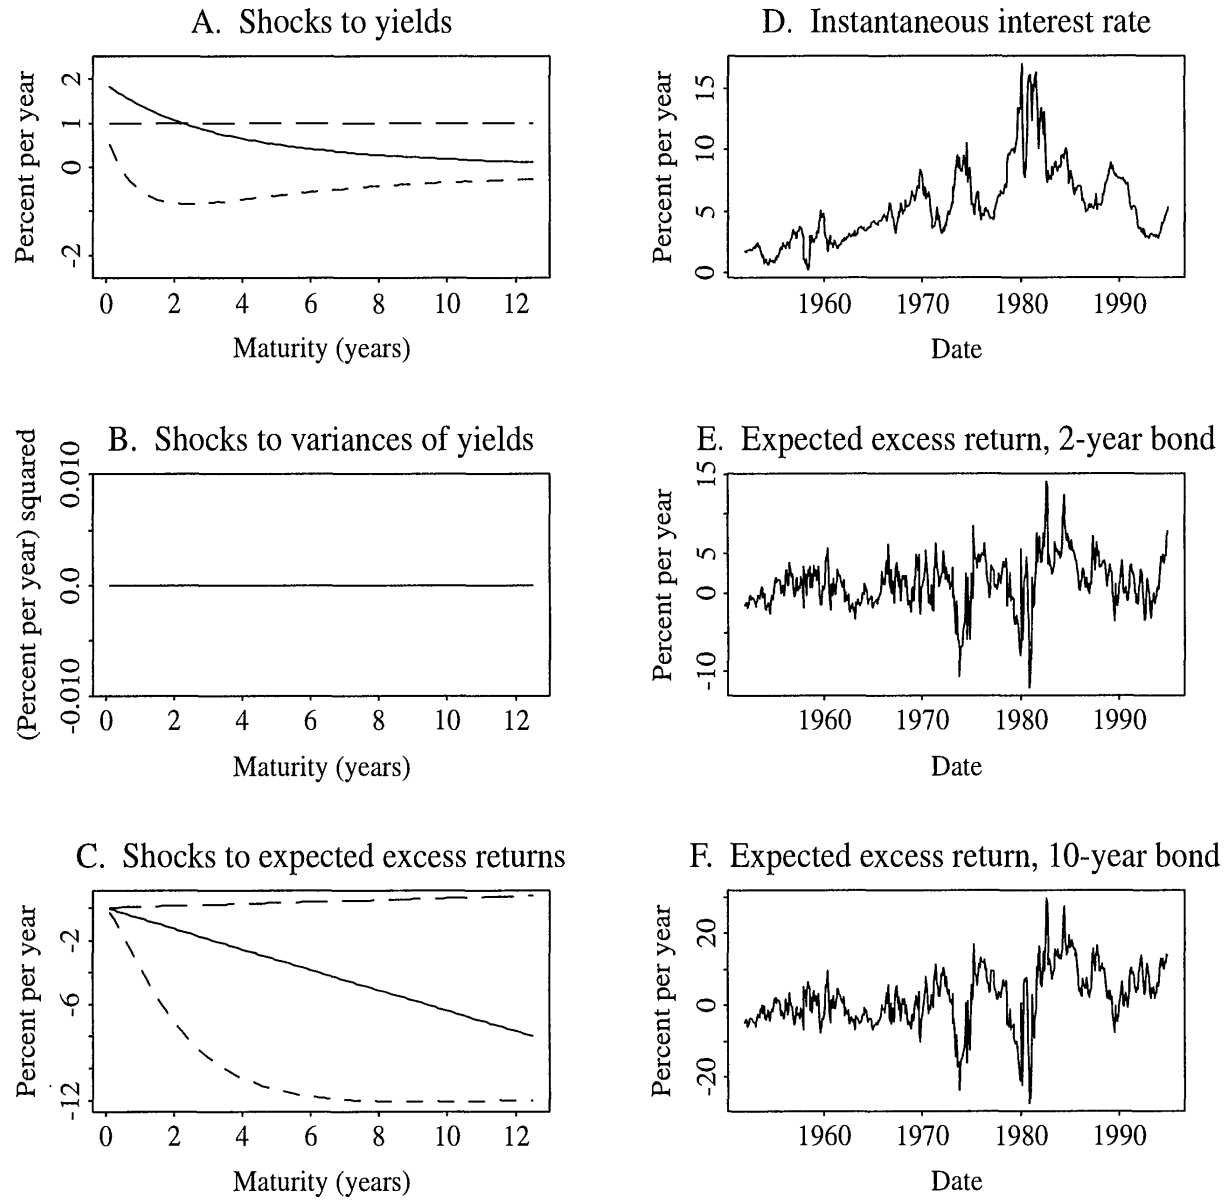 A. Shocks to yields
Percent per year
2
1
0
-2
0 2 4 6 8 10 12
Maturity (years)
D. Instantaneous interest rate
Percent per year
15
10
5
0
1960 1970 1980 1990
Date
B. Shocks to variances of yields
(Percent per year) squared
0.010
0.0
-0.010
0 2 4 6 8 10 12
Maturity (years)
E. Expected excess return, 2-year bond
Percent per year
15
5
0
-10
1960 1970 1980 1990
Date
C. Shocks to expected excess returns
Percent per year
-2
-6
-12
0 2 4 6 8 10 12
Maturity (years)
F. Expected excess return, 10-year bond
Percent per year
20
0
-20
1960 1970 1980 1990
Date